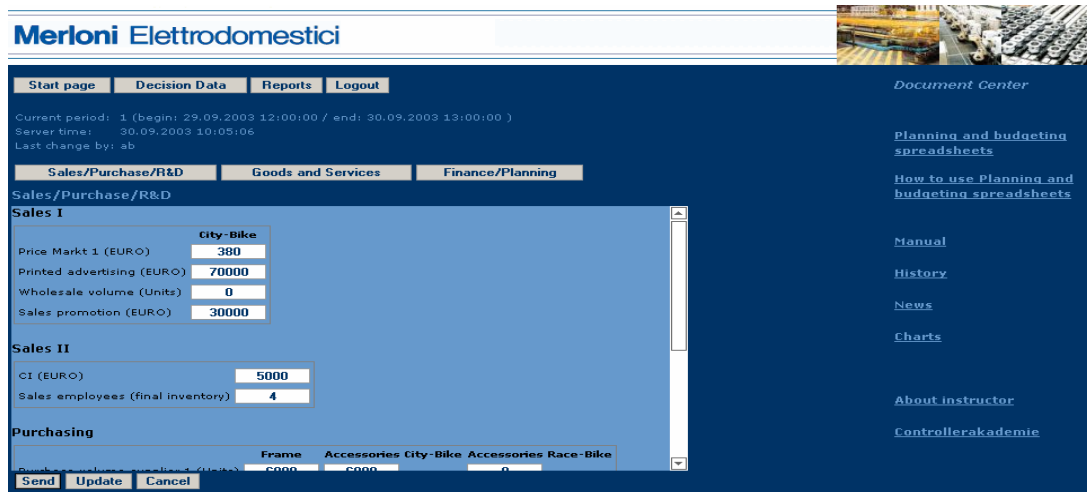 Merloni Elettrodomestici
Start page Decision Data Reports Logout
Current period: 1 (begin: 29.09.2003 12:00:00 / end: 30.09.2003 13:00:00 )
Server time: 30.09.2003 10:05:06
Last change by: ab
Sales/Purchase/R&D Goods and Services Finance/Planning
Sales/Purchase/R&D
Sales I
City-Bike
Price Markt 1 (EURO) 380
Printed advertising (EURO) 70000
Wholesale volume (Units) 0
Sales promotion (EURO) 30000
Sales II
CI (EURO) 5000
Sales employees (final inventory) 4
Purchasing
Frame Accessories City-Bike Accessories Race-Bike
Purchase volume supplier 1 (Units)
Send Update Cancel
Document Center
Planning and budgeting
spreadsheets
How to use Planning and
budgeting spreadsheets
Manual
History
News
Charts
About instructor
Controllerakademie